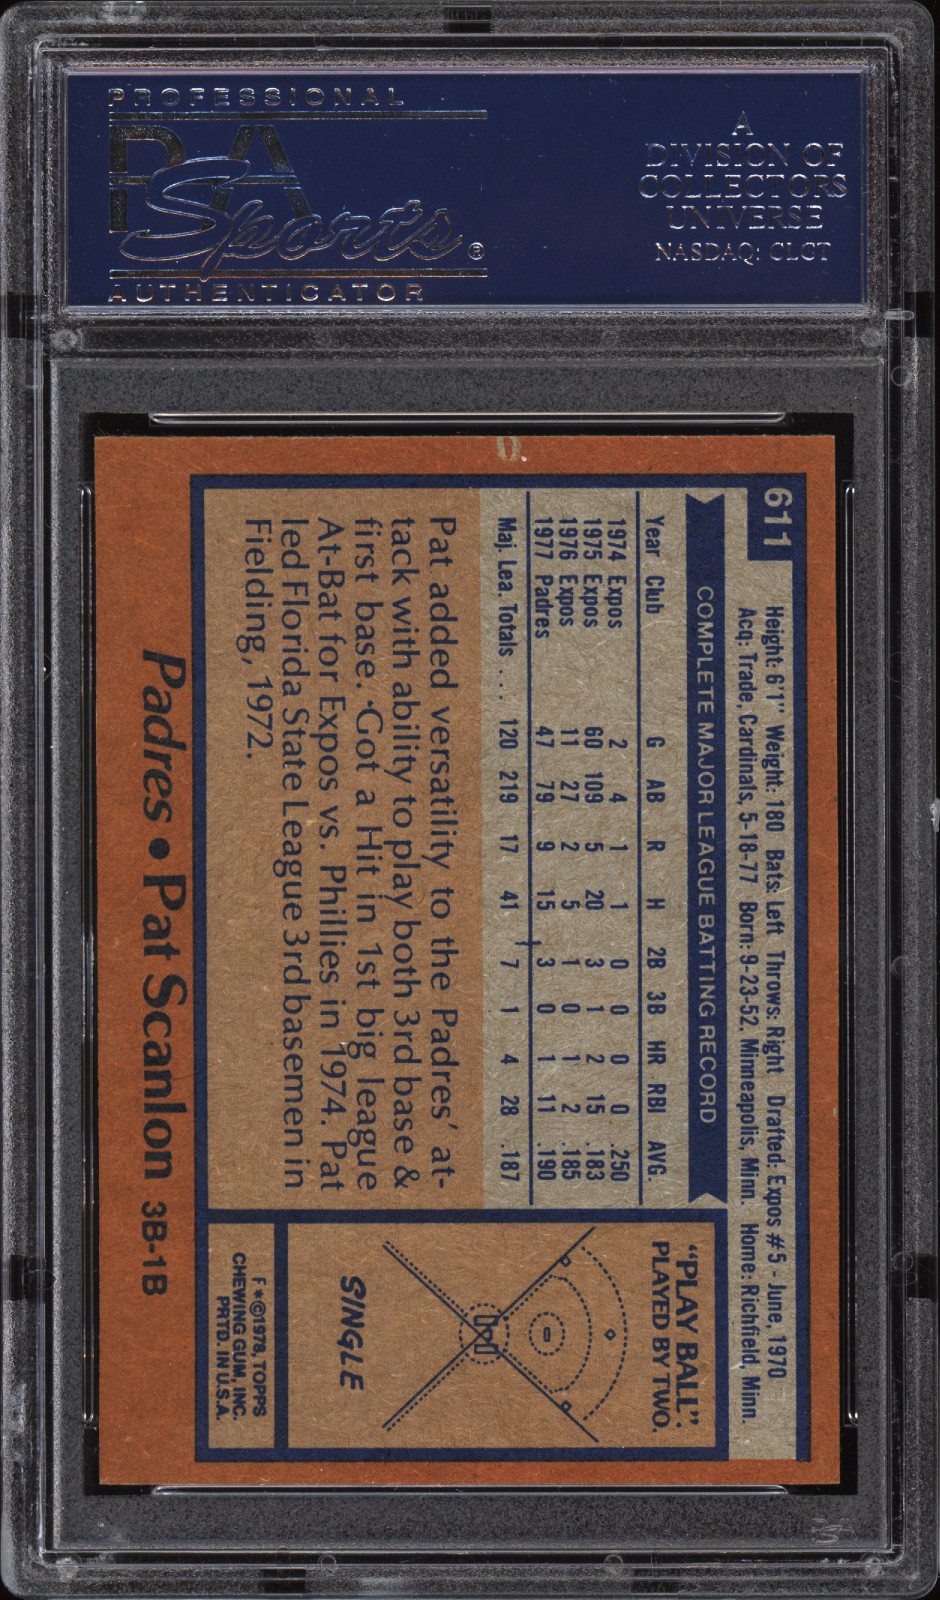 PROFESSIONAL
PSA
Sports®
AUTHENTICATOR
A
DIVISION OF
COLLECTORS
UNIVERSE
NASDAQ: CLCT
611
Height: 6'1" Weight: 180 Bats: Left Throws: Right Drafted: Expos #5 - June, 1970
Acq: Trade, Cardinals, 5-18-77 Born: 9-23-52, Minneapolis, Minn. Home: Richfield, Minn.
COMPLETE MAJOR LEAGUE BATTING RECORD
Year Club G AB R H 2B 3B HR RBI AVG.
1974 Expos 2 4 1 1 0 0 0 0 .250
1975 Expos 60 109 5 20 3 1 2 15 .183
1976 Expos 11 27 2 5 1 0 1 2 .185
1977 Padres 47 79 9 15 3 0 1 11 .190
Maj. Lea. Totals .... 120 219 17 41 7 1 4 28 .187
Pat added versatility to the Padres' at-
tack with ability to play both 3rd base &
first base. Got a Hit in 1st big league
At-Bat for Expos vs. Phillies in 1974. Pat
led Florida State League 3rd basemen in
Fielding, 1972.
"PLAY BALL":
PLAYED BY TWO.
SINGLE
F*©1978, TOPPS
CHEWING GUM, INC.
PRTD. IN U.S.A.
Padres • Pat Scanlon 3B-1B